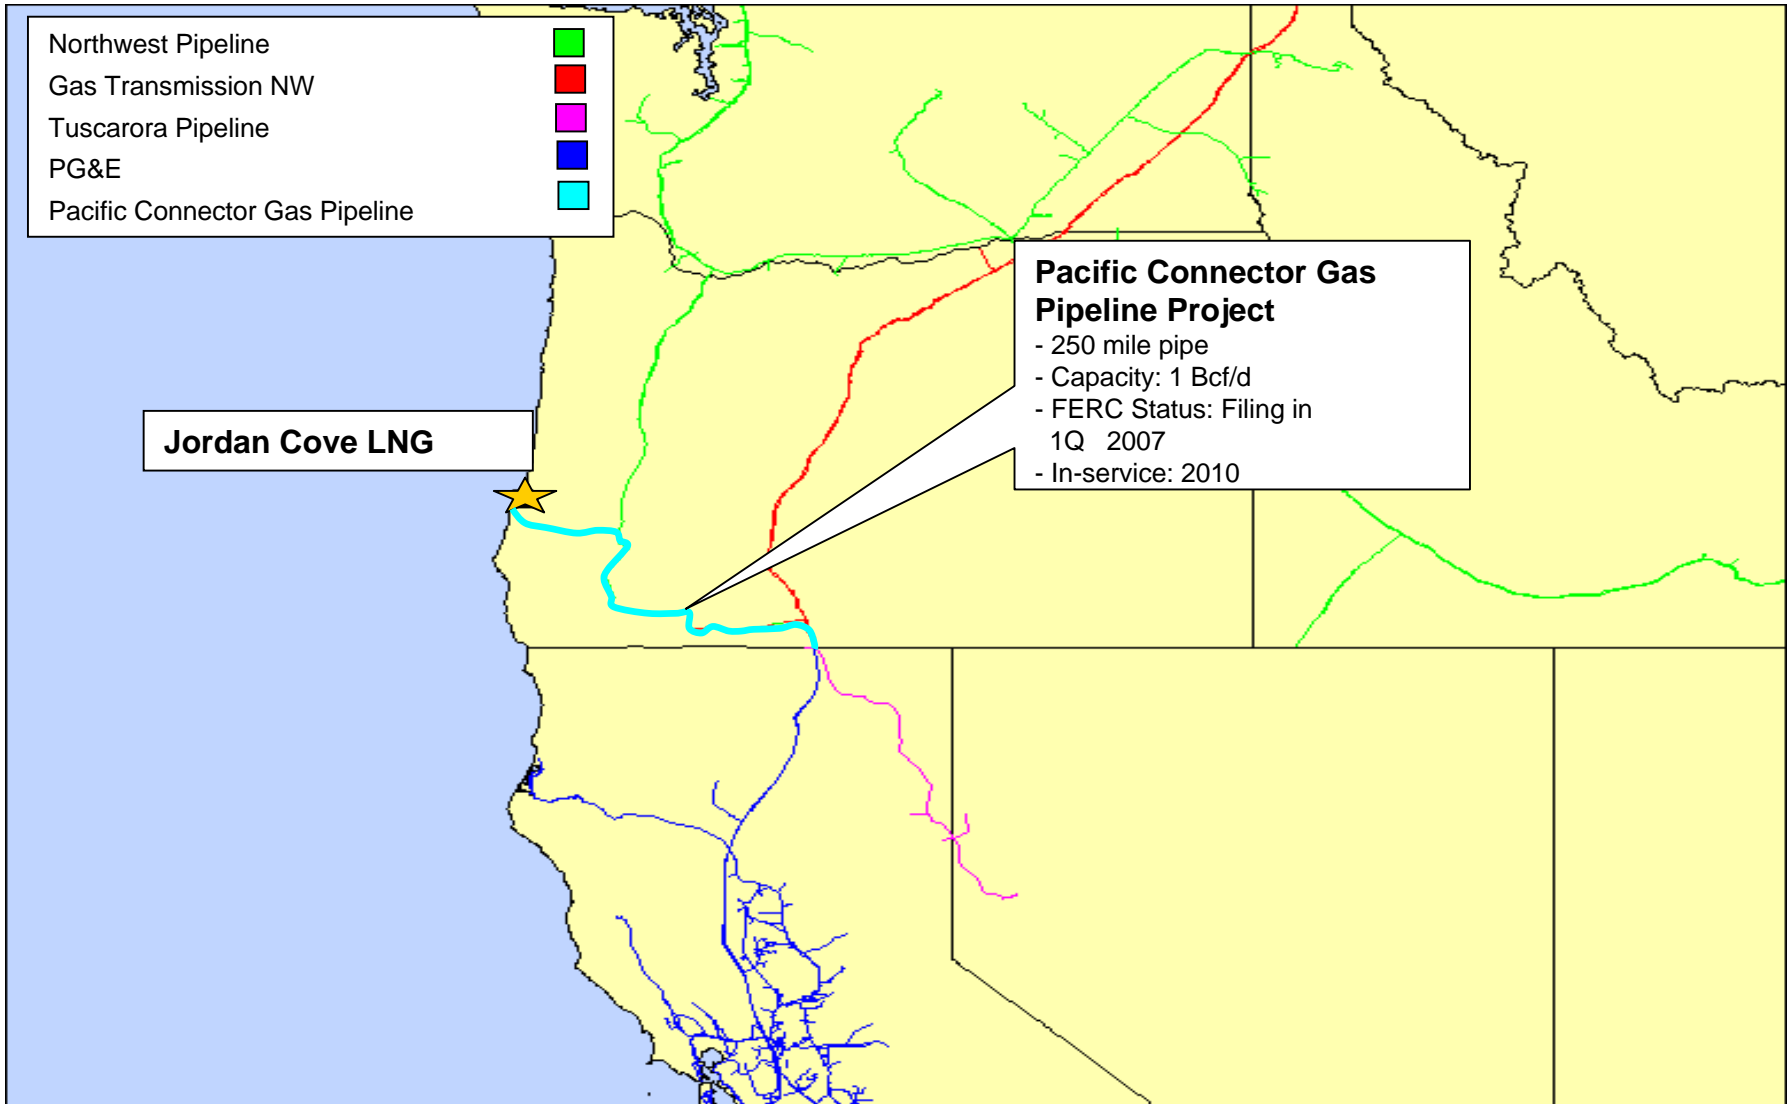 Northwest Pipeline
Gas Transmission NW
Tuscarora Pipeline
PG&E
Pacific Connector Gas Pipeline
Pacific Connector Gas
Pipeline Project
- 250 mile pipe
- Capacity: 1 Bcf/d
- FERC Status: Filing in
1Q 2007
- In-service: 2010
Jordan Cove LNG